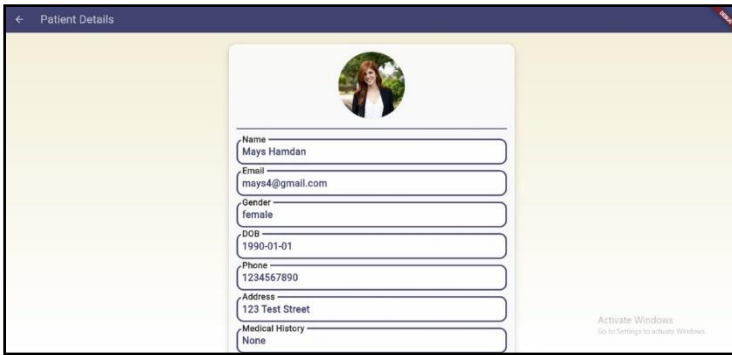 ← Patient Details
DEBUG
Name
Mays Hamdan
Email
mays4@gmail.com
Gender
female
DOB
1990-01-01
Phone
1234567890
Address
123 Test Street
Medical History
None
Activate Windows
Go to Settings to activate Windows.